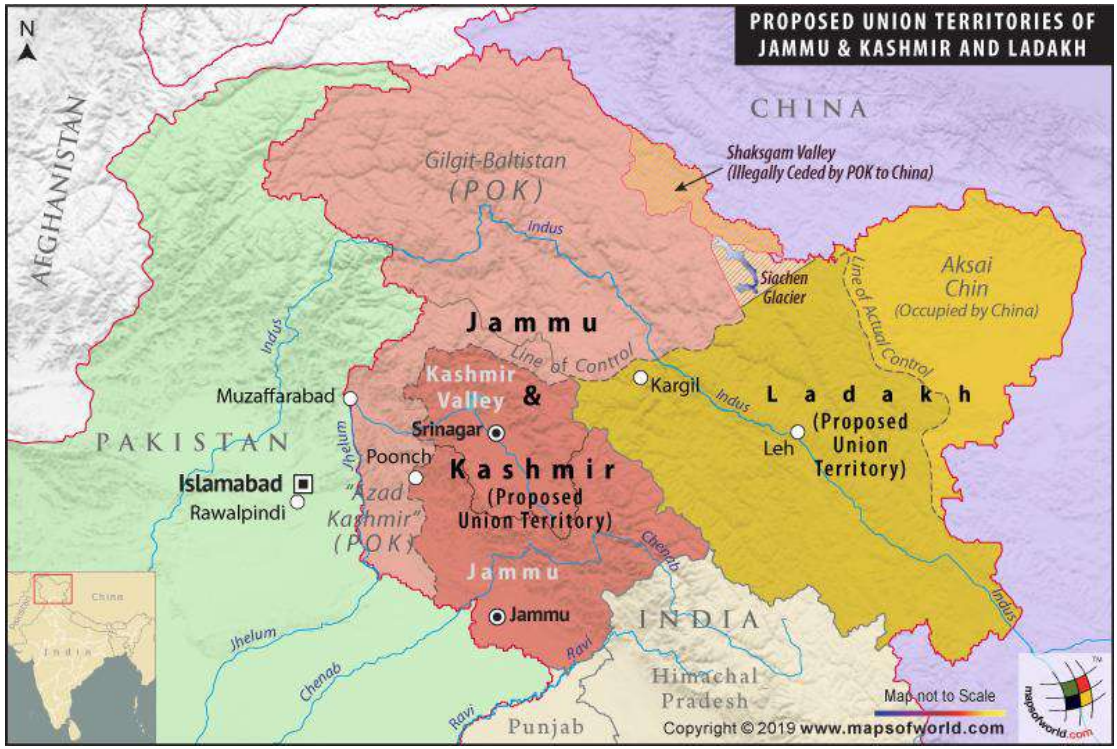 PROPOSED UNION TERRITORIES OF
JAMMU & KASHMIR AND LADAKH
N
AFGHANISTAN
CHINA
Gilgit-Baltistan
(POK)
Shaksgam Valley
(Illegally Ceded by POK to China)
Indus
Siachen
Glacier
Line of Actual Control
Aksai
Chin
(Occupied by China)
Indus
Jammu
Line of Control
Kashmir
Valley
&
Kargil
Indus
Ladakh
(Proposed
Union
Territory)
Leh
Muzaffarabad
Srinagar
PAKISTAN
Jhelum
Poonch
Kashmir
(Proposed
Union Territory)
Islamabad
Rawalpindi
"Azad
Kashmir"
(POK)
Chenab
Jammu
Jammu
INDIA
Indus
Jhelum
Chenab
Ravi
Ravi
Himachal
Pradesh
Punjab
China
India
Map not to Scale
Copyright © 2019 www.mapsofworld.com
TM
mapsofworld.com